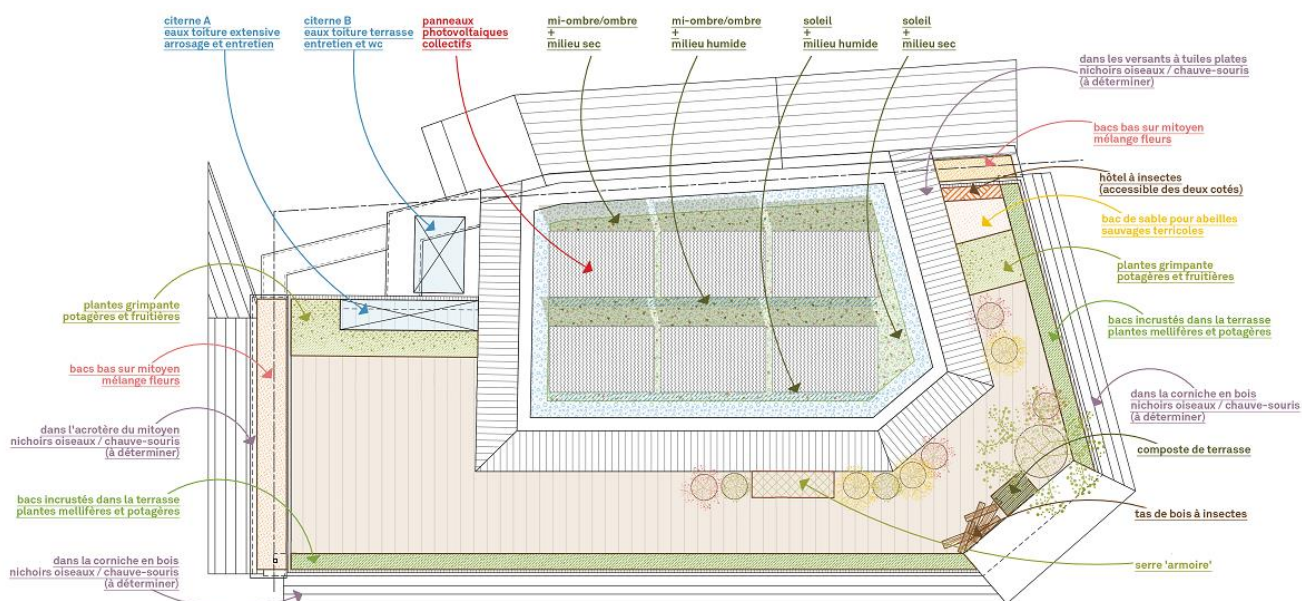 citerne A
eaux toiture extensive
arrosage et entretien
citerne B
eaux toiture terrasse
entretien et wc
panneaux
photovoltaiques
collectifs
mi-ombre/ombre
+
milieu sec
mi-ombre/ombre
+
milieu humide
soleil
+
milieu humide
soleil
+
milieu sec
dans les versants à tuiles plates
nichoirs oiseaux / chauve-souris
(à déterminer)
bacs bas sur mitoyen
mélange fleurs
hôtel à insectes
(accessible des deux cotés)
bac de sable pour abeilles
sauvages terricoles
plantes grimpante
potagères et fruitières
bacs incrustés dans la terrasse
plantes mellifères et potagères
dans la corniche en bois
nichoirs oiseaux / chauve-souris
(à déterminer)
composte de terrasse
tas de bois à insectes
serre 'armoire'
plantes grimpante
potagères et fruitières
bacs bas sur mitoyen
mélange fleurs
dans l'acrotère du mitoyen
nichoirs oiseaux / chauve-souris
(à déterminer)
bacs incrustés dans la terrasse
plantes mellifères et potagères
dans la corniche en bois
nichoirs oiseaux / chauve-souris
(à déterminer)